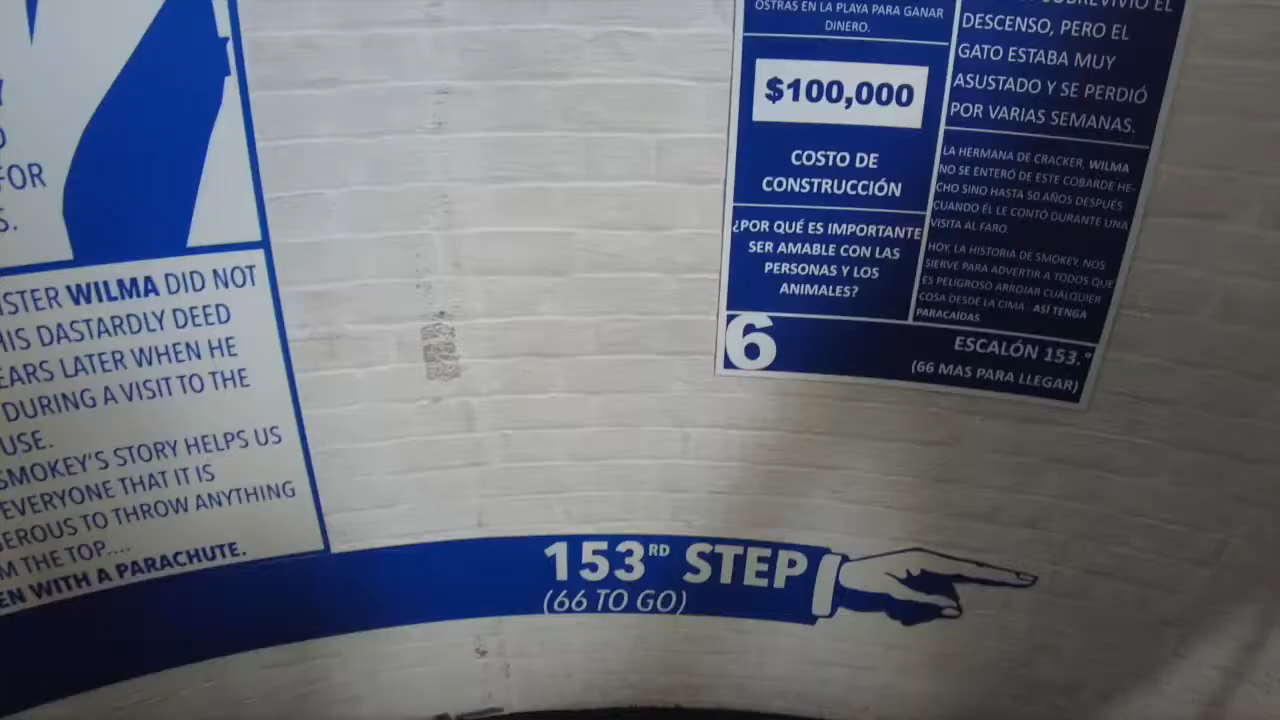 FOR
S.
ISTER WILMA DID NOT
HIS DASTARDLY DEED
EARS LATER WHEN HE
DURING A VISIT TO THE
USE.
SMOKEY'S STORY HELPS US
EVERYONE THAT IT IS
GEROUS TO THROW ANYTHING
M THE TOP....
EN WITH A PARACHUTE.
153RD STEP
(66 TO GO)
OSTRAS EN LA PLAYA PARA GANAR
DINERO.
$100,000
COSTO DE
CONSTRUCCIÓN
¿POR QUÉ ES IMPORTANTE
SER AMABLE CON LAS
PERSONAS Y LOS
ANIMALES?
SOBREVIVIÓ EL
DESCENSO, PERO EL
GATO ESTABA MUY
ASUSTADO Y SE PERDIÓ
POR VARIAS SEMANAS.
LA HERMANA DE CRACKER, WILMA
NO SE ENTERÓ DE ESTE COBARDE HE-
CHO SINO HASTA 50 AÑOS DESPUÉS
CUANDO ÉL LE CONTÓ DURANTE UNA
VISITA AL FARO.
HOY, LA HISTORIA DE SMOKEY, NOS
SIERVE PARA ADVERTIR A TODOS QUE
ES PELIGROSO ARROJAR CUALQUIER
COSA DESDE LA CIMA - ASÍ TENGA
PARACAÍDAS.
6
ESCALÓN 153.°
(66 MAS PARA LLEGAR)